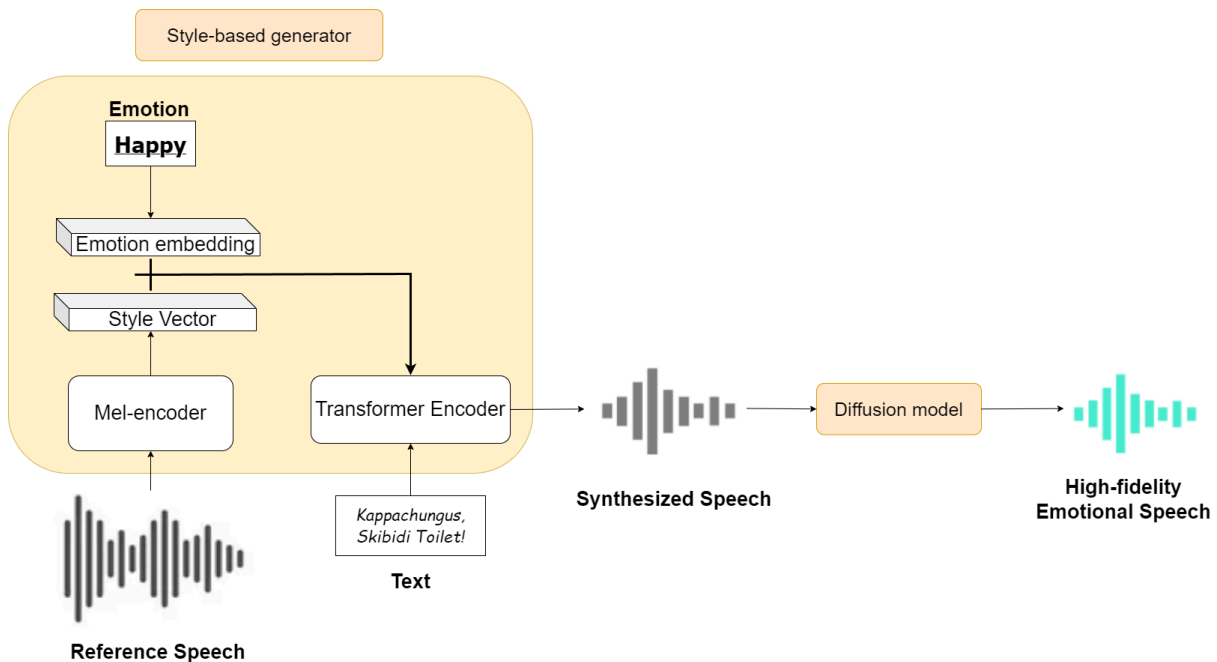 Style-based generator
Emotion
Happy
Emotion embedding
Style Vector
Mel-encoder
Transformer Encoder
Diffusion model
Kappachungus,
Skibidi Toilet!
Text
Reference Speech
Synthesized Speech
High-fidelity
Emotional Speech